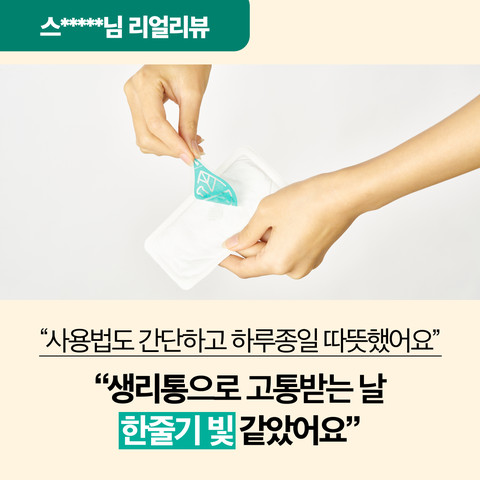 스*****님 리얼리뷰
“사용법도 간단하고 하루종일 따뜻했어요”
“생리통으로 고통받는 날
한줄기 빛 같았어요”